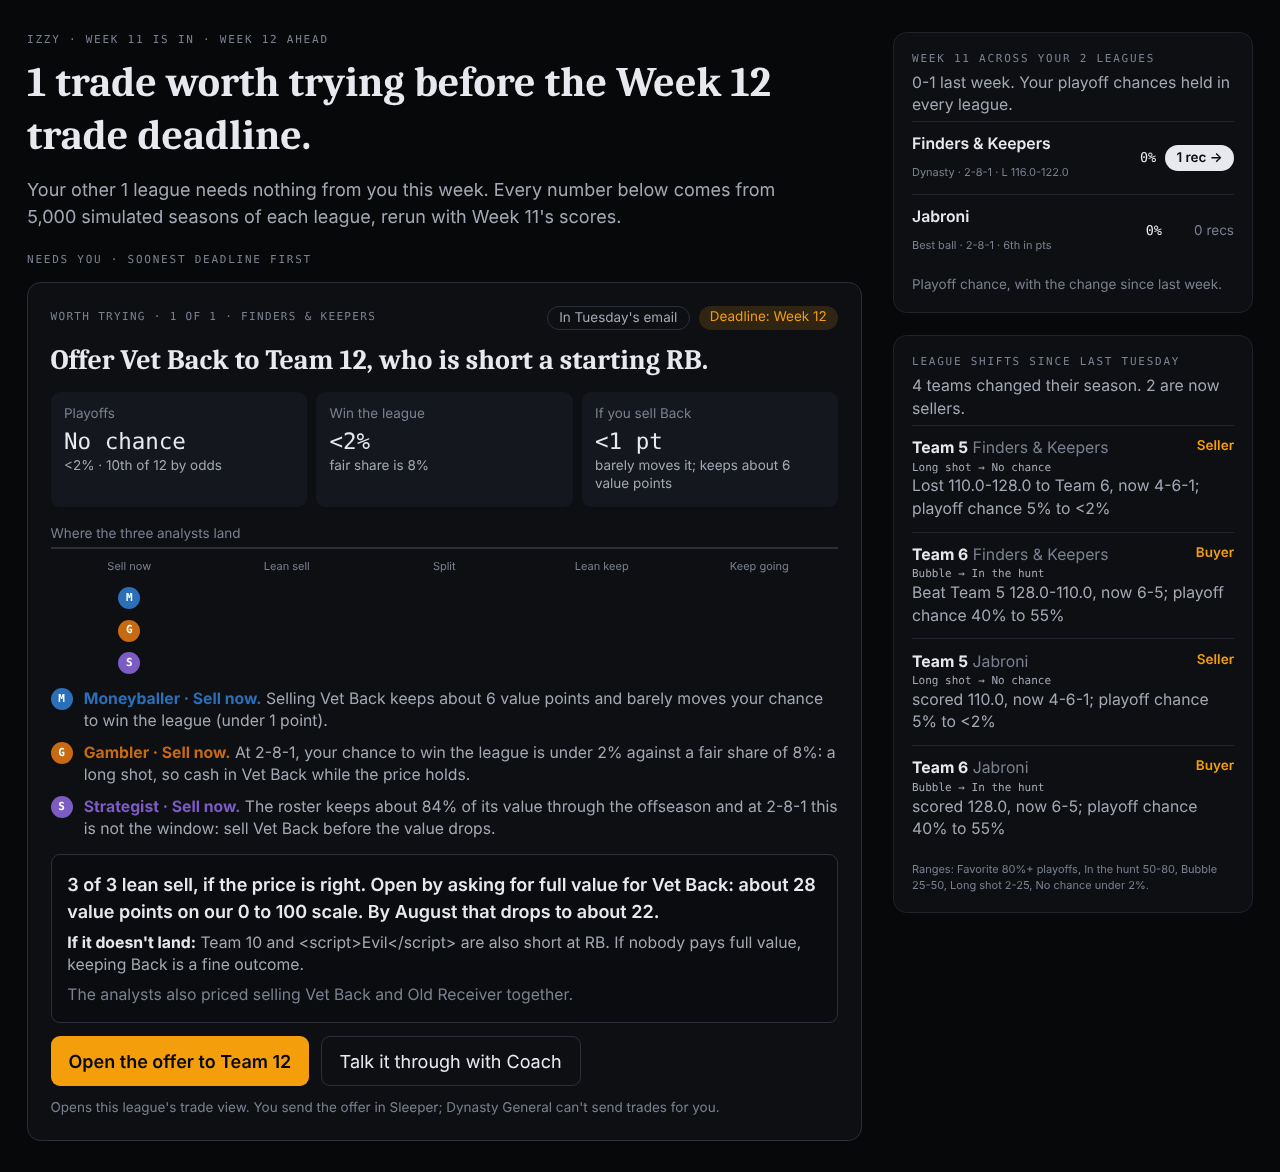 IZZY · WEEK 11 IS IN · WEEK 12 AHEAD
1 trade worth trying before the Week 12
trade deadline.
Your other 1 league needs nothing from you this week. Every number below comes from
5,000 simulated seasons of each league, rerun with Week 11's scores.
NEEDS YOU · SOONEST DEADLINE FIRST
WORTH TRYING · 1 OF 1 · FINDERS & KEEPERS
In Tuesday's email
Deadline: Week 12
Offer Vet Back to Team 12, who is short a starting RB.
Playoffs
No chance
<2% · 10th of 12 by odds
Win the league
<2%
fair share is 8%
If you sell Back
<1 pt
barely moves it; keeps about 6
value points
Where the three analysts land
Sell now
Lean sell
Split
Lean keep
Keep going
M
G
S
M
Moneyballer · Sell now. Selling Vet Back keeps about 6 value points and barely moves your chance
to win the league (under 1 point).
G
Gambler · Sell now. At 2-8-1, your chance to win the league is under 2% against a fair share of 8%: a
long shot, so cash in Vet Back while the price holds.
S
Strategist · Sell now. The roster keeps about 84% of its value through the offseason and at 2-8-1 this
is not the window: sell Vet Back before the value drops.
3 of 3 lean sell, if the price is right. Open by asking for full value for Vet Back: about 28
value points on our 0 to 100 scale. By August that drops to about 22.
If it doesn't land: Team 10 and <script>Evil</script> are also short at RB. If nobody pays full value,
keeping Back is a fine outcome.
The analysts also priced selling Vet Back and Old Receiver together.
Open the offer to Team 12
Talk it through with Coach
Opens this league's trade view. You send the offer in Sleeper; Dynasty General can't send trades for you.
WEEK 11 ACROSS YOUR 2 LEAGUES
0-1 last week. Your playoff chances held in
every league.
Finders & Keepers
Dynasty · 2-8-1 · L 116.0-122.0
0%
1 rec →
Jabroni
Best ball · 2-8-1 · 6th in pts
0%
0 recs
Playoff chance, with the change since last week.
LEAGUE SHIFTS SINCE LAST TUESDAY
4 teams changed their season. 2 are now
sellers.
Team 5 Finders & Keepers
Seller
Long shot → No chance
Lost 110.0-128.0 to Team 6, now 4-6-1;
playoff chance 5% to <2%
Team 6 Finders & Keepers
Buyer
Bubble → In the hunt
Beat Team 5 128.0-110.0, now 6-5; playoff
chance 40% to 55%
Team 5 Jabroni
Seller
Long shot → No chance
scored 110.0, now 4-6-1; playoff chance
5% to <2%
Team 6 Jabroni
Buyer
Bubble → In the hunt
scored 128.0, now 6-5; playoff chance
40% to 55%
Ranges: Favorite 80%+ playoffs, In the hunt 50-80, Bubble
25-50, Long shot 2-25, No chance under 2%.